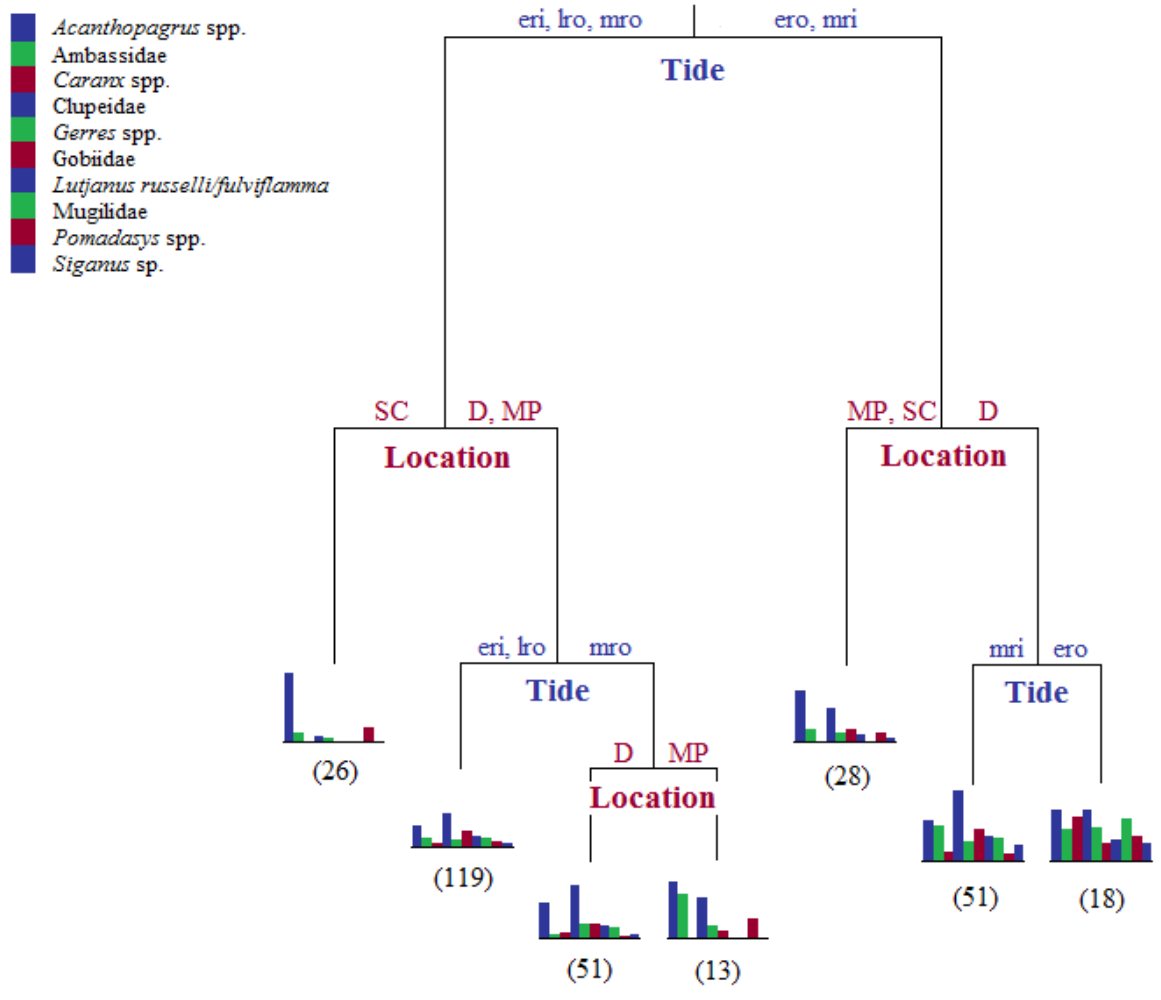 Acanthopagrus spp.
Ambassidae
Caranx spp.
Clupeidae
Gerres spp.
Gobiidae
Lutjanus russelli/fulviflamma
Mugilidae
Pomadasys spp.
Siganus sp.
eri, lro, mro ero, mri
Tide
SC D, MP
Location
MP, SC D
Location
eri, lro mro
Tide
mri ero
Tide
D MP
Location
(26)
(28)
(119)
(51)
(13)
(51)
(18)